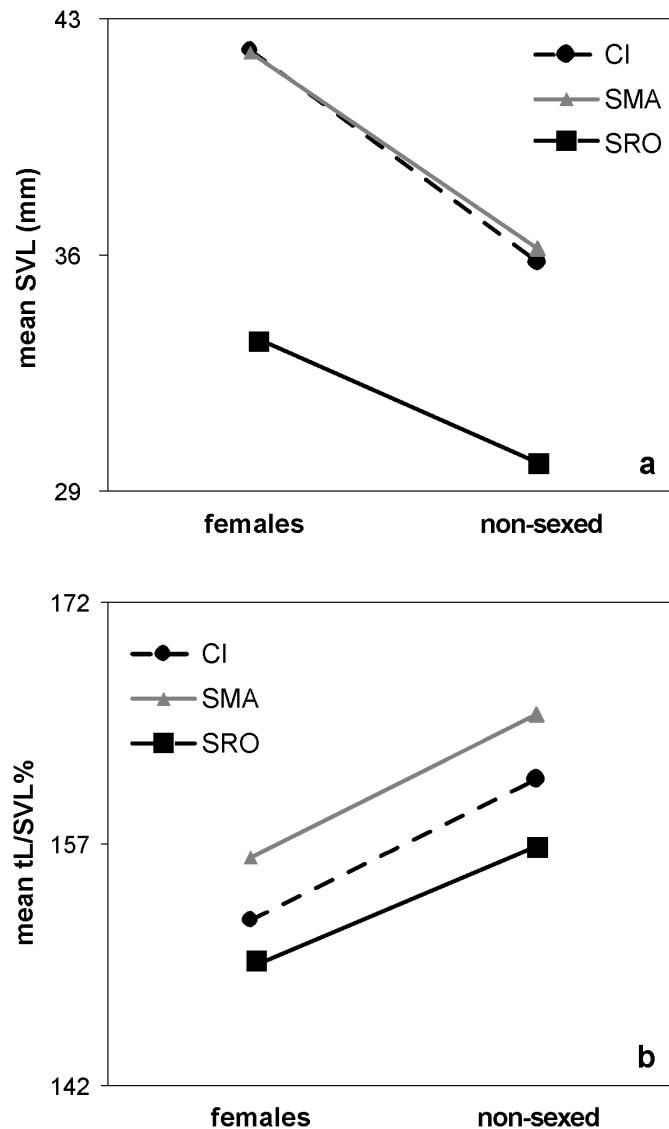 43
CI
SMA
SRO
mean SVL (mm)
36
a
29
females non-sexed
172
CI
SMA
SRO
mean tL/SVL%
157
b
142
females non-sexed